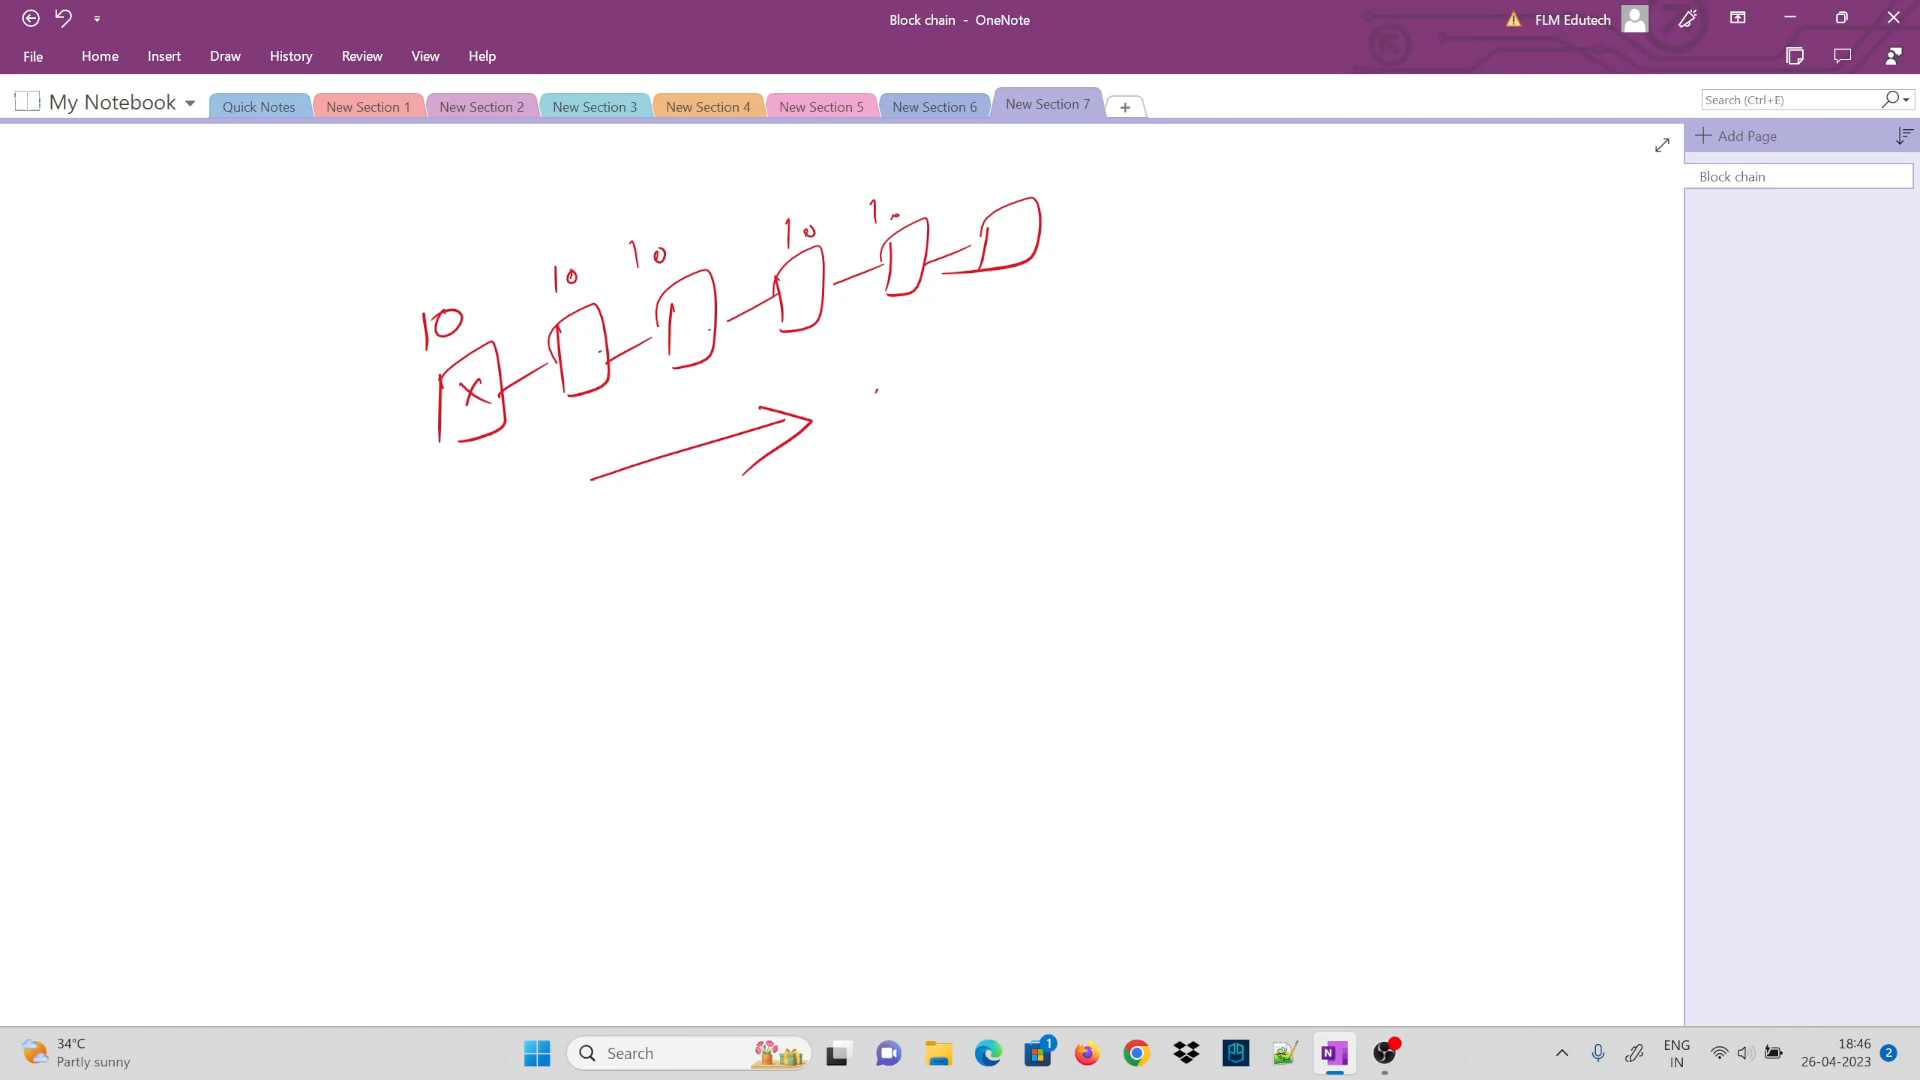 Block chain - OneNote
FLM Edutech
File Home Insert Draw History Review View Help
My Notebook
Quick Notes New Section 1 New Section 2 New Section 3 New Section 4 New Section 5 New Section 6 New Section 7
Search (Ctrl+E)
Add Page
Block chain
10 10 10 10 1.
X
34°C
Partly sunny
Search
1
ENG
IN
18:46
26-04-2023
2